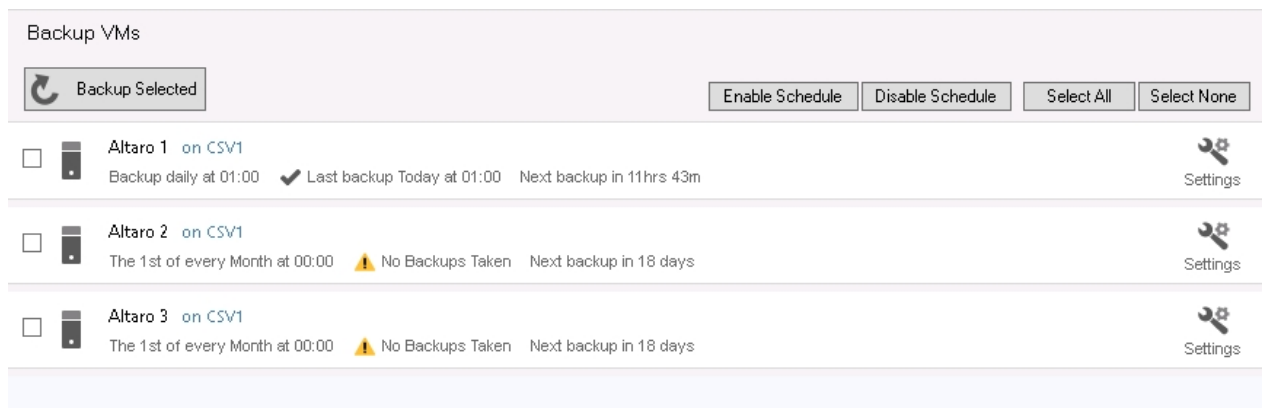 Backup VMs
Backup Selected
Enable Schedule Disable Schedule Select All Select None
Altaro 1 on CSV1
Backup daily at 01:00 Last backup Today at 01:00 Next backup in 11hrs 43m
Settings
Altaro 2 on CSV1
The 1st of every Month at 00:00 No Backups Taken Next backup in 18 days
Settings
Altaro 3 on CSV1
The 1st of every Month at 00:00 No Backups Taken Next backup in 18 days
Settings